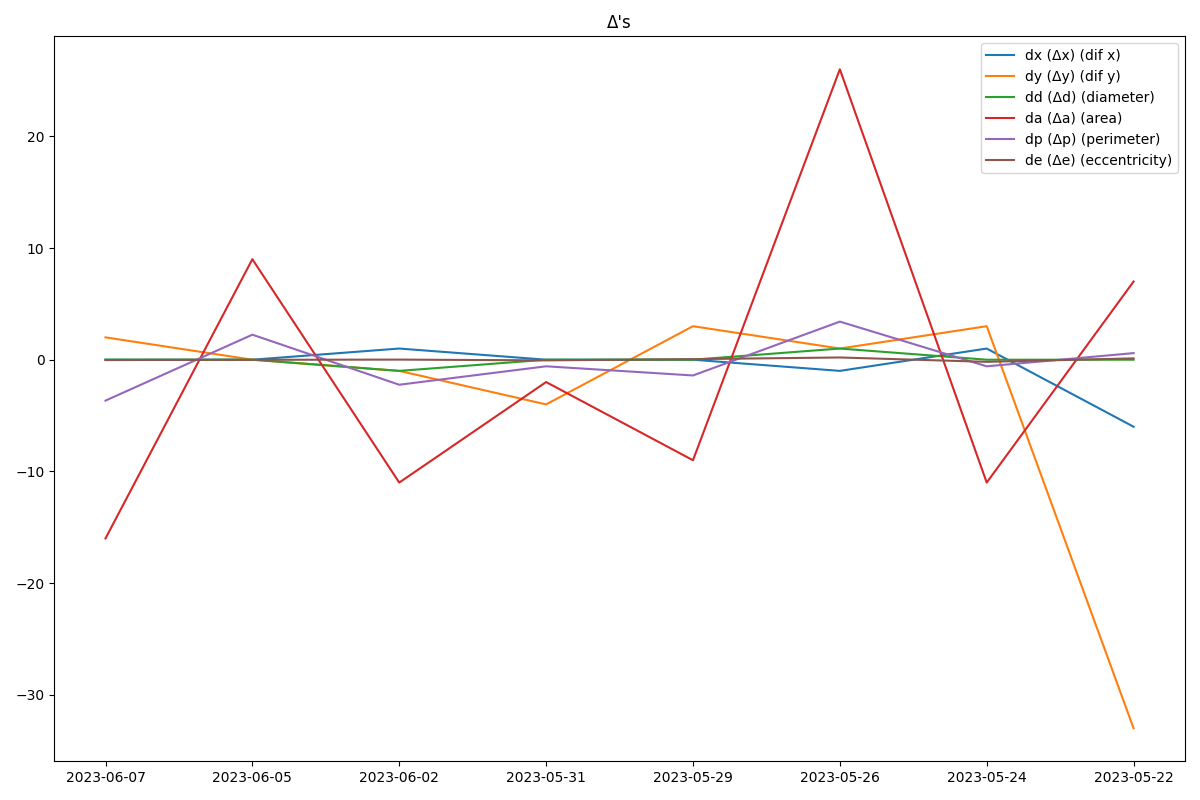 Δ's
dx (Δx) (dif x)
dy (Δy) (dif y)
dd (Δd) (diameter)
da (Δa) (area)
dp (Δp) (perimeter)
de (Δe) (eccentricity)
20
10
0
−10
−20
−30
2023-06-07 2023-06-05 2023-06-02 2023-05-31 2023-05-29 2023-05-26 2023-05-24 2023-05-22